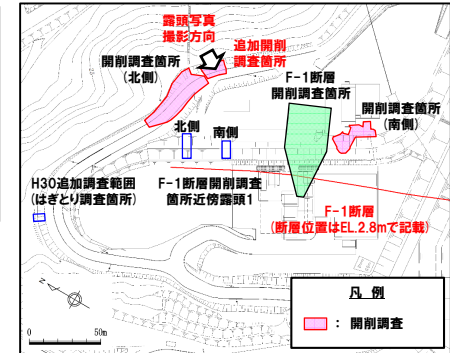 露頭写真
撮影方向
追加開削
調査箇所
開削調査箇所
(北側)
F-1断層
開削調査箇所
開削調査箇所
(南側)
北側
南側
H30追加調査範囲
(はぎとり調査箇所)
F-1断層開削調査
箇所近傍露頭1
F-1断層
(断層位置はEL.2.8mで記載)
N
0 50m
凡 例
: 開削調査